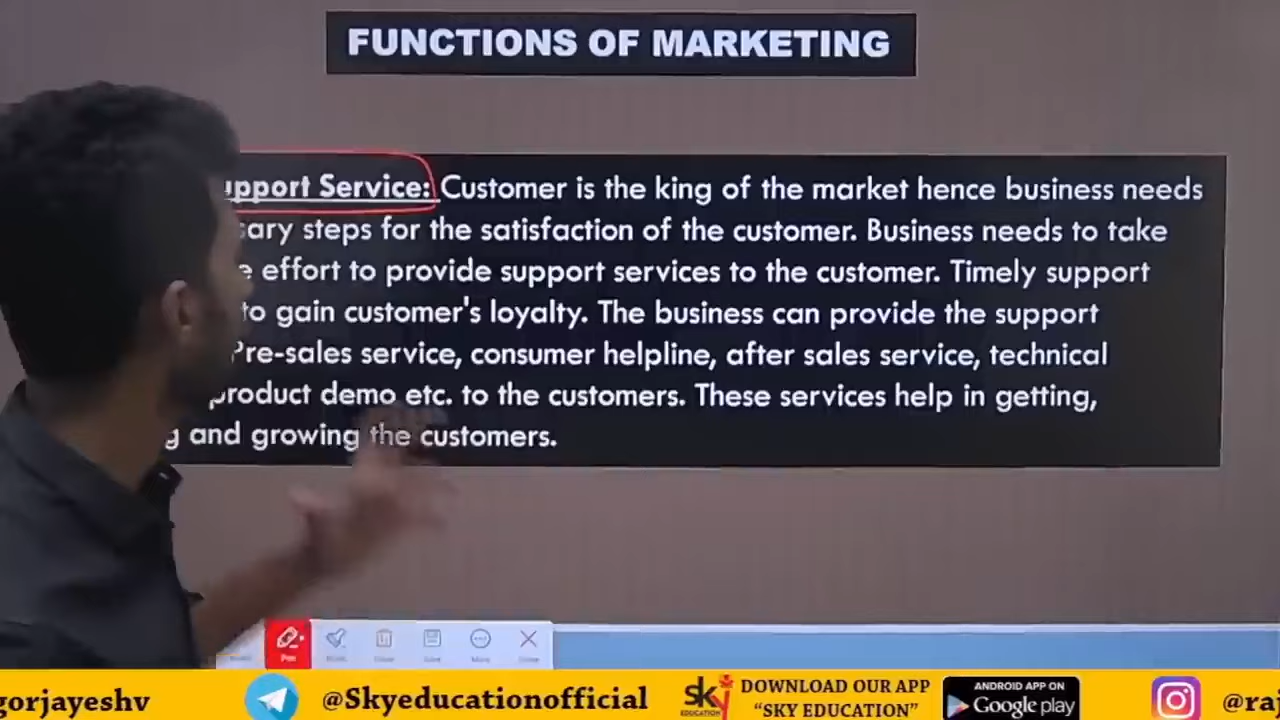 FUNCTIONS OF MARKETING
upport Service: Customer is the king of the market hence business needs
sary steps for the satisfaction of the customer. Business needs to take
e effort to provide support services to the customer. Timely support
to gain customer's loyalty. The business can provide the support
Pre-sales service, consumer helpline, after sales service, technical
product demo etc. to the customers. These services help in getting,
g and growing the customers.
gorjayeshv
@Skyeducationofficial
sky
EDUCATION
DOWNLOAD OUR APP
“SKY EDUCATION”
ANDROID APP ON
Google play
@raj